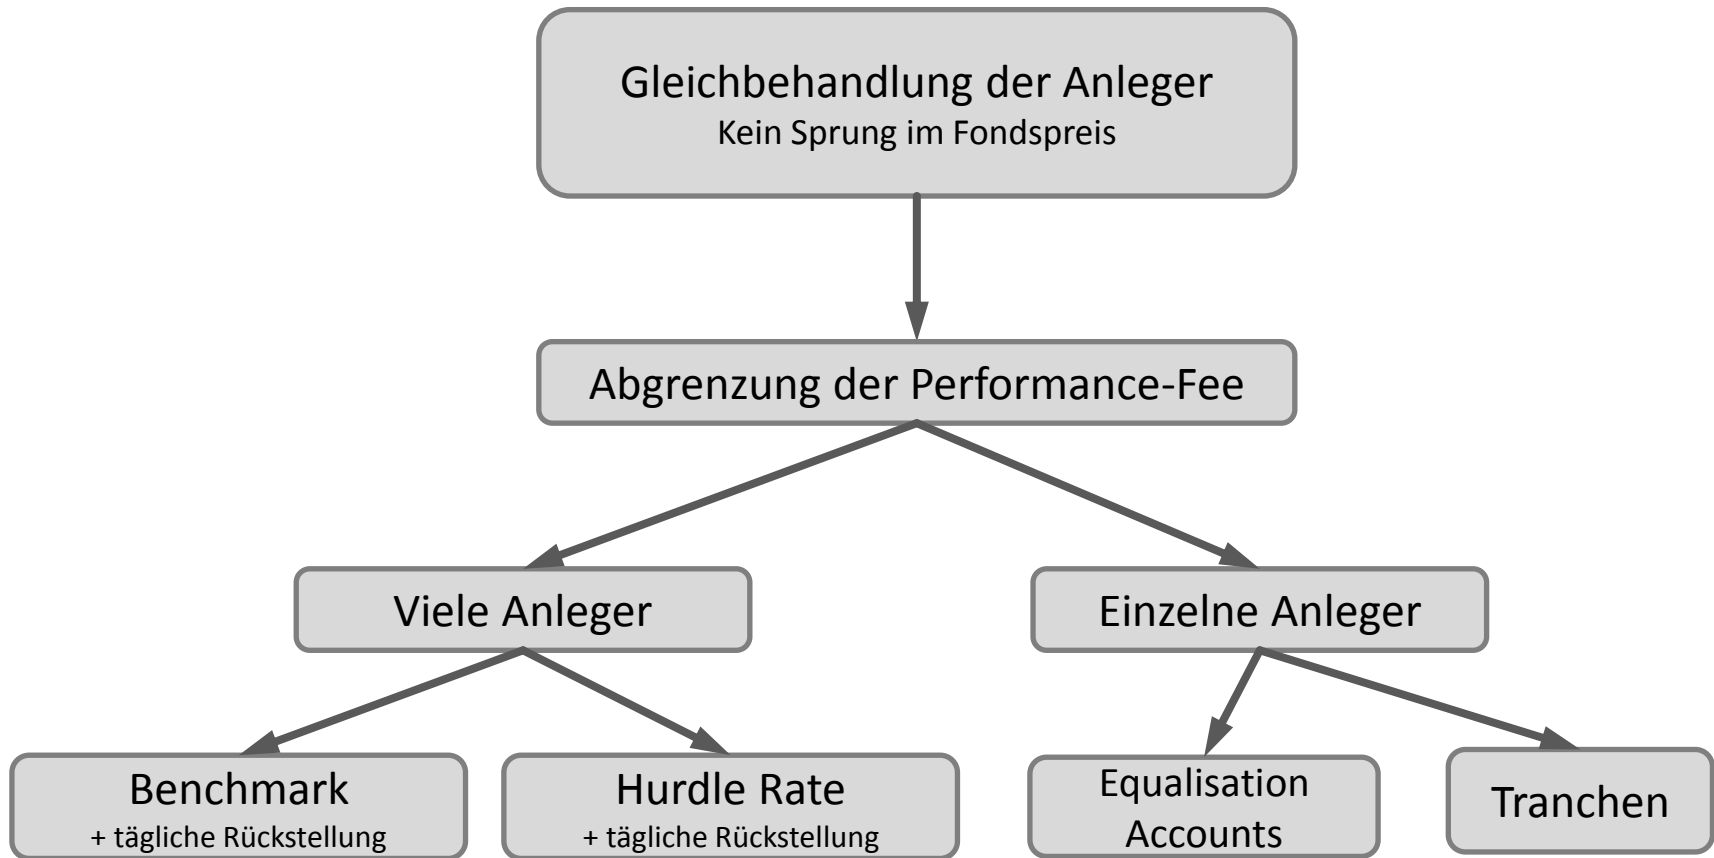 Gleichbehandlung der Anleger
Kein Sprung im Fondspreis
Abgrenzung der Performance-Fee
Viele Anleger
Einzelne Anleger
Benchmark
+ tägliche Rückstellung
Hurdle Rate
+ tägliche Rückstellung
Equalisation
Accounts
Tranchen